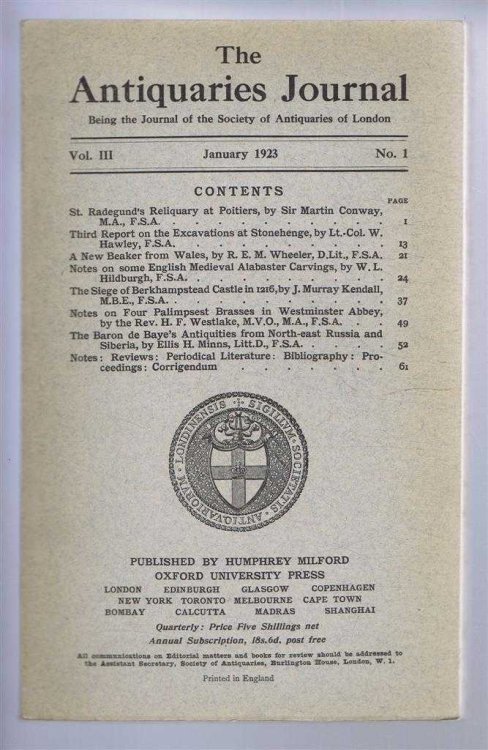 The
Antiquaries Journal
Being the Journal of the Society of Antiquaries of London
Vol. III January 1923 No. 1
CONTENTS
PAGE
St. Radegund's Reliquary at Poitiers, by Sir Martin Conway,
M.A., F.S.A. . . . . . . . . . 1
Third Report on the Excavations at Stonehenge, by Lt.-Col. W.
Hawley, F.S.A. . . . . . . . . . 13
A New Beaker from Wales, by R. E. M. Wheeler, D.Lit., F.S.A. 21
Notes on some English Medieval Alabaster Carvings, by W. L.
Hildburgh, F.S.A. . . . . . . . . 24
The Siege of Berkhampstead Castle in 1216, by J. Murray Kendall,
M.B.E., F.S.A. . . . . . . . . . 37
Notes on Four Palimpsest Brasses in Westminster Abbey,
by the Rev. H. F. Westlake, M.V.O., M.A., F.S.A. . . 49
The Baron de Baye's Antiquities from North-east Russia and
Siberia, by Ellis H. Minns, Litt.D., F.S.A. . . . . 52
Notes : Reviews : Periodical Literature : Bibliography : Pro-
ceedings : Corrigendum . . . . . . . 61
SIGILLVM · SOCIETATIS · ANTIQVARIORVM · LONDINENSIS
PUBLISHED BY HUMPHREY MILFORD
OXFORD UNIVERSITY PRESS
LONDON EDINBURGH GLASGOW COPENHAGEN
NEW YORK TORONTO MELBOURNE CAPE TOWN
BOMBAY CALCUTTA MADRAS SHANGHAI
Quarterly: Price Five Shillings net
Annual Subscription, 18s.6d. post free
All communications on Editorial matters and books for review should be addressed to
the Assistant Secretary, Society of Antiquaries, Burlington House, London, W. 1.
Printed in England